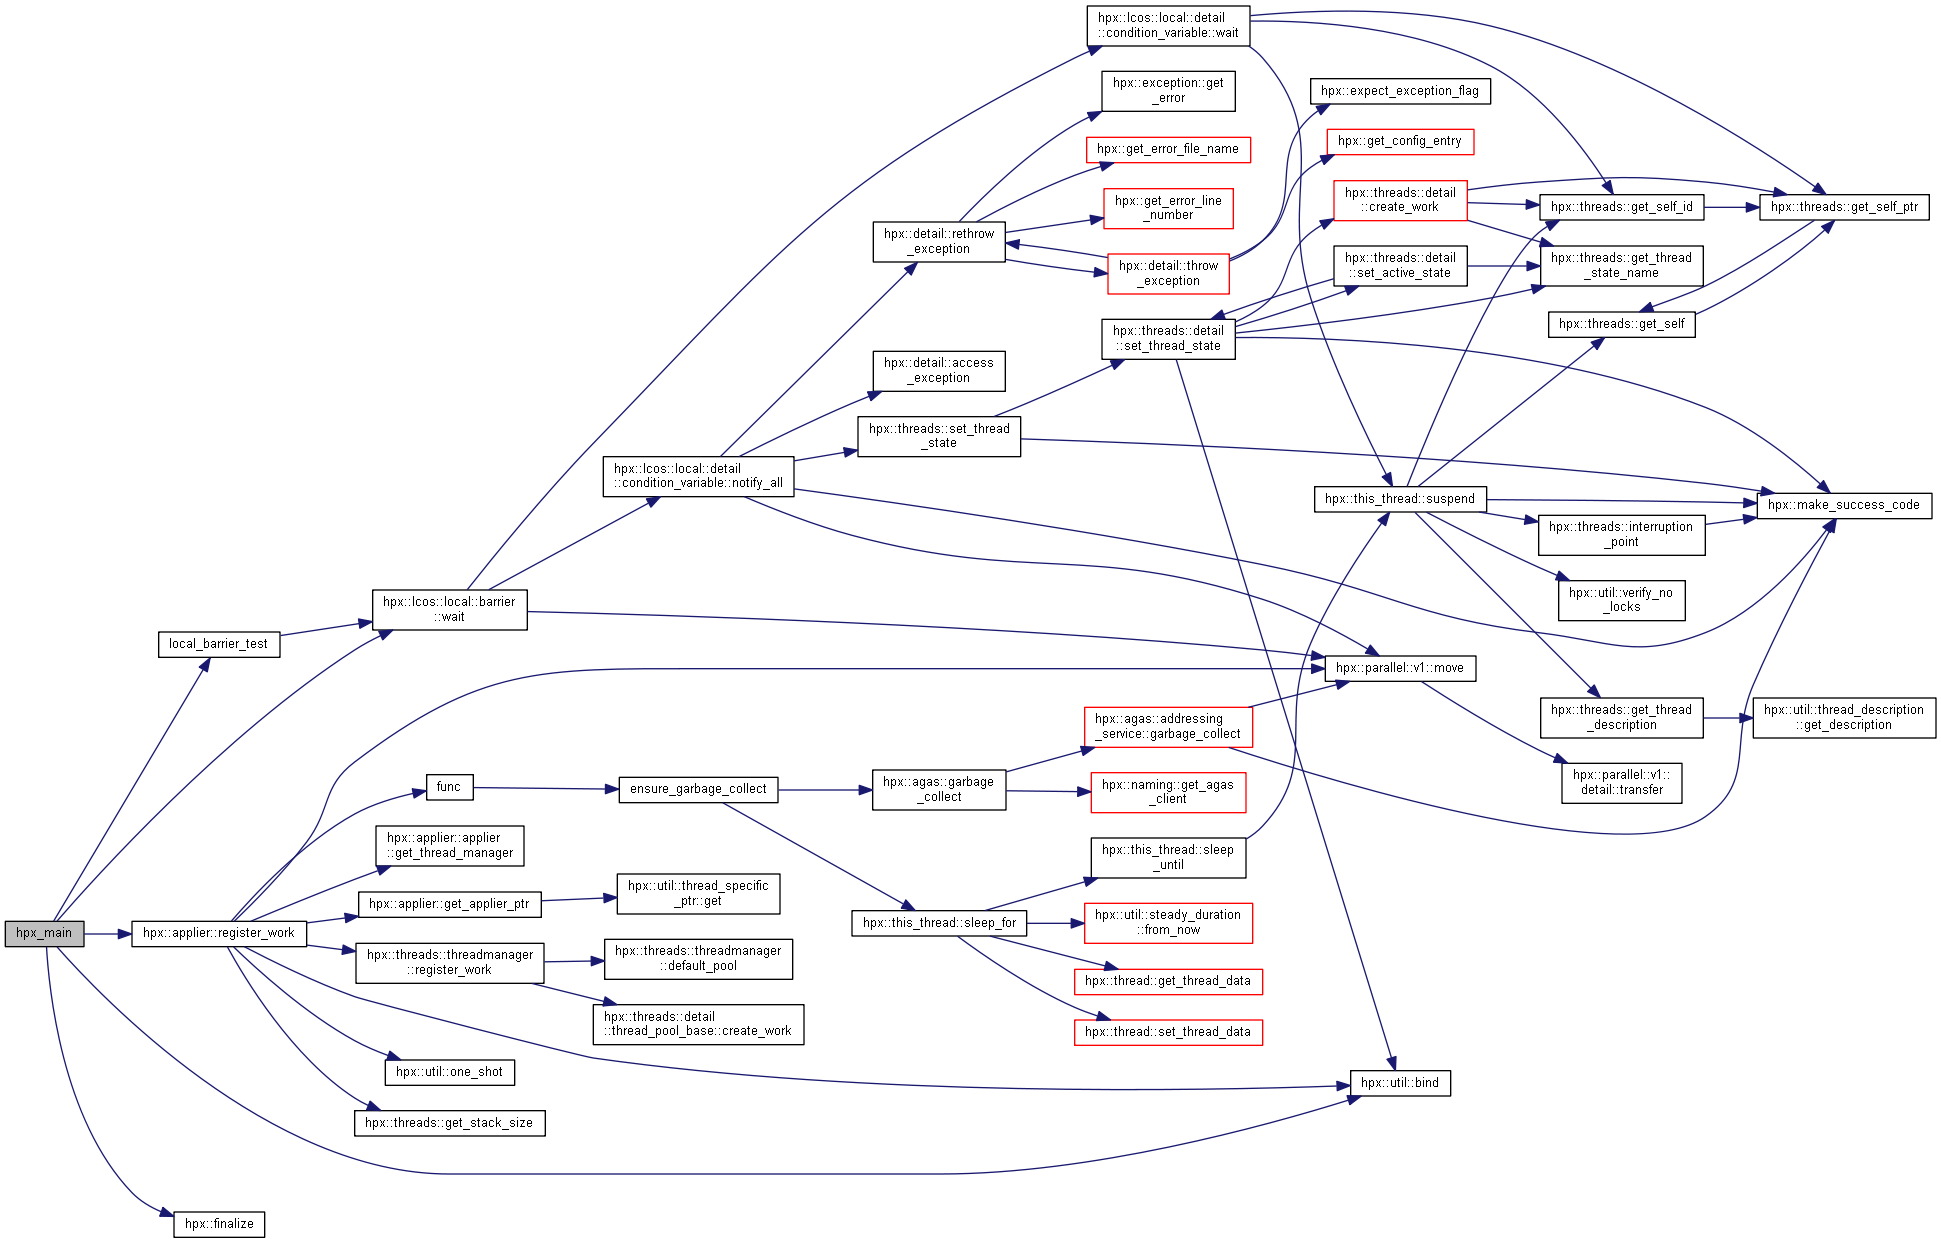 hpx::lcos::local::detail
::condition_variable::wait
hpx::exception::get
_error
hpx::expect_exception_flag
hpx::get_config_entry
hpx::get_error_file_name
hpx::threads::detail
::create_work
hpx::get_error_line
_number
hpx::threads::get_self_id
hpx::threads::get_self_ptr
hpx::detail::rethrow
_exception
hpx::detail::throw
_exception
hpx::threads::detail
::set_active_state
hpx::threads::get_thread
_state_name
hpx::threads::get_self
hpx::threads::detail
::set_thread_state
hpx::detail::access
_exception
hpx::threads::set_thread
_state
hpx::lcos::local::detail
::condition_variable::notify_all
hpx::this_thread::suspend
hpx::make_success_code
hpx::threads::interruption
_point
hpx::util::verify_no
_locks
hpx::lcos::local::barrier
::wait
local_barrier_test
hpx::parallel::v1::move
hpx::agas::addressing
_service::garbage_collect
hpx::threads::get_thread
_description
hpx::util::thread_description
::get_description
hpx::parallel::v1::
detail::transfer
func
ensure_garbage_collect
hpx::agas::garbage
_collect
hpx::naming::get_agas
_client
hpx::applier::applier
::get_thread_manager
hpx::this_thread::sleep
_until
hpx::applier::get_applier_ptr
hpx::util::thread_specific
_ptr::get
hpx_main
hpx::applier::register_work
hpx::this_thread::sleep_for
hpx::util::steady_duration
::from_now
hpx::threads::threadmanager
::register_work
hpx::threads::threadmanager
::default_pool
hpx::thread::get_thread_data
hpx::threads::detail
::thread_pool_base::create_work
hpx::thread::set_thread_data
hpx::util::one_shot
hpx::util::bind
hpx::threads::get_stack_size
hpx::finalize